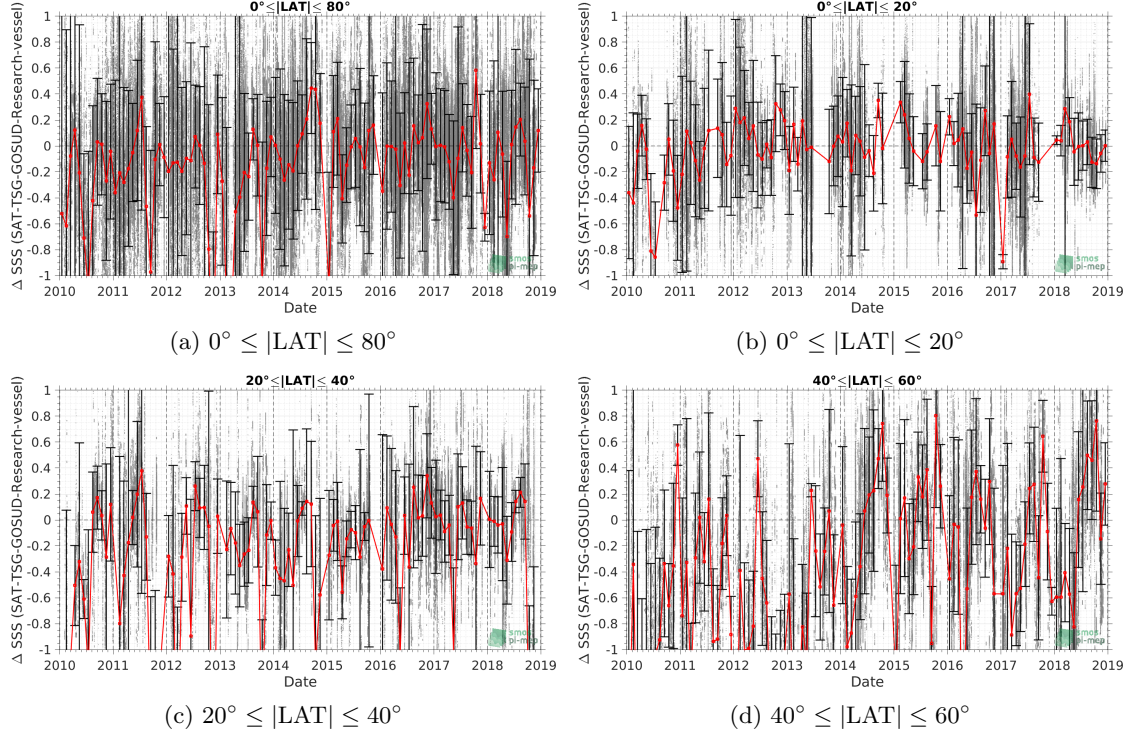 0°≤|LAT|≤ 80°
Δ SSS (SAT-TSG-GOSUD-Research-vessel)
1
0.8
0.6
0.4
0.2
0
-0.2
-0.4
-0.6
-0.8
-1
smos
pi-mep
2010 2011 2012 2013 2014 2015 2016 2017 2018 2019
Date
(a) 0° ≤ |LAT| ≤ 80°
0°≤|LAT|≤ 20°
Δ SSS (SAT-TSG-GOSUD-Research-vessel)
1
0.8
0.6
0.4
0.2
0
-0.2
-0.4
-0.6
-0.8
-1
smos
pi-mep
2010 2011 2012 2013 2014 2015 2016 2017 2018 2019
Date
(b) 0° ≤ |LAT| ≤ 20°
20°≤|LAT|≤ 40°
Δ SSS (SAT-TSG-GOSUD-Research-vessel)
1
0.8
0.6
0.4
0.2
0
-0.2
-0.4
-0.6
-0.8
-1
smos
pi-mep
2010 2011 2012 2013 2014 2015 2016 2017 2018 2019
Date
(c) 20° ≤ |LAT| ≤ 40°
40°≤|LAT|≤ 60°
Δ SSS (SAT-TSG-GOSUD-Research-vessel)
1
0.8
0.6
0.4
0.2
0
-0.2
-0.4
-0.6
-0.8
-1
smos
pi-mep
2010 2011 2012 2013 2014 2015 2016 2017 2018 2019
Date
(d) 40° ≤ |LAT| ≤ 60°